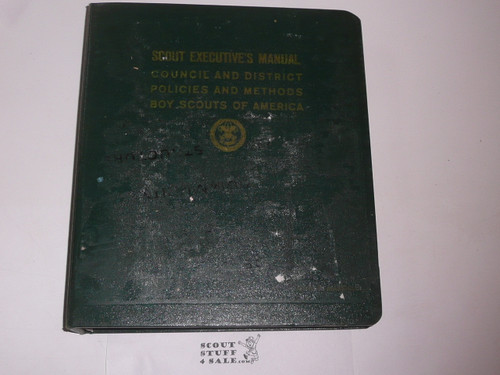 SCOUT EXECUTIVE'S MANUAL
COUNCIL AND DISTRICT
POLICIES AND METHODS
BOY SCOUTS OF AMERICA
SCOUT
STUFF
4 SALE.COM